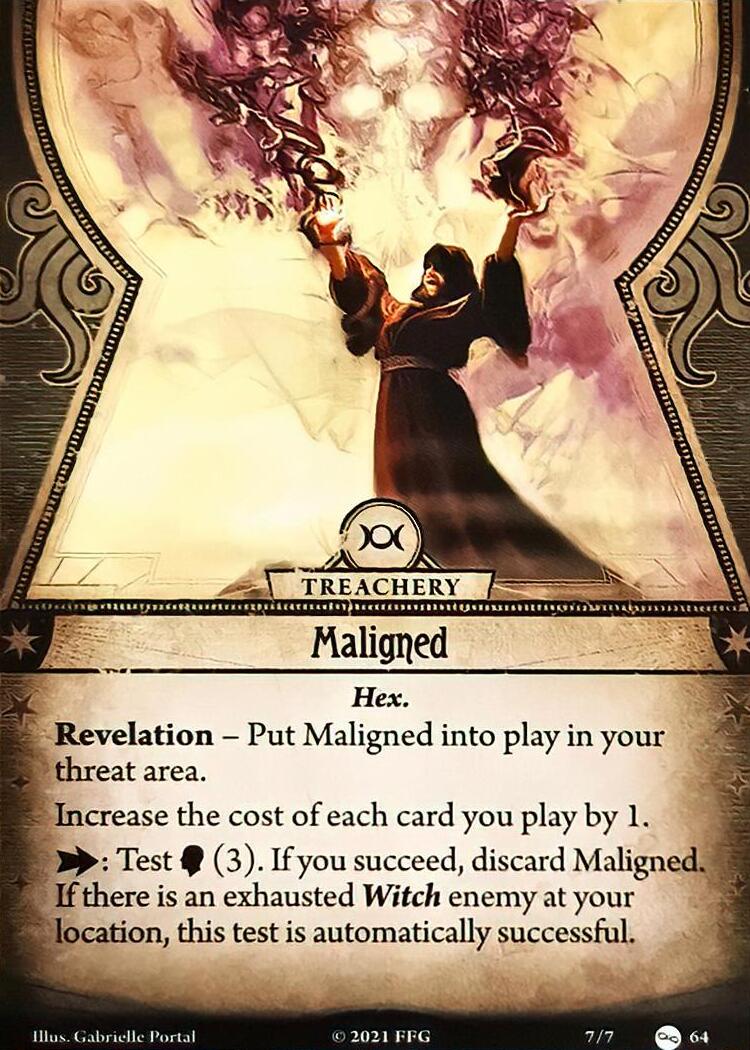 TREACHERY
Maligned
Hex.
Revelation – Put Maligned into play in your
threat area.
Increase the cost of each card you play by 1.
: Test (3). If you succeed, discard Maligned.
If there is an exhausted Witch enemy at your
location, this test is automatically successful.
Illus. Gabrielle Portal © 2021 FFG 7/7 64